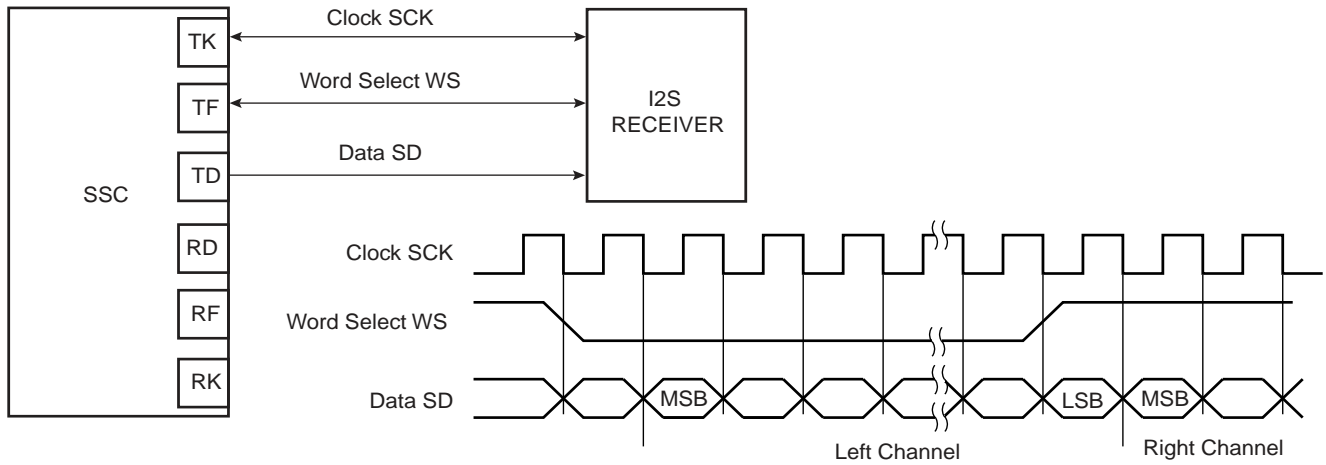 TK
Clock SCK
TF
Word Select WS
TD
Data SD
SSC
RD
RF
RK
I2S
RECEIVER
Clock SCK
Word Select WS
Data SD
MSB
LSB
MSB
Left Channel
Right Channel